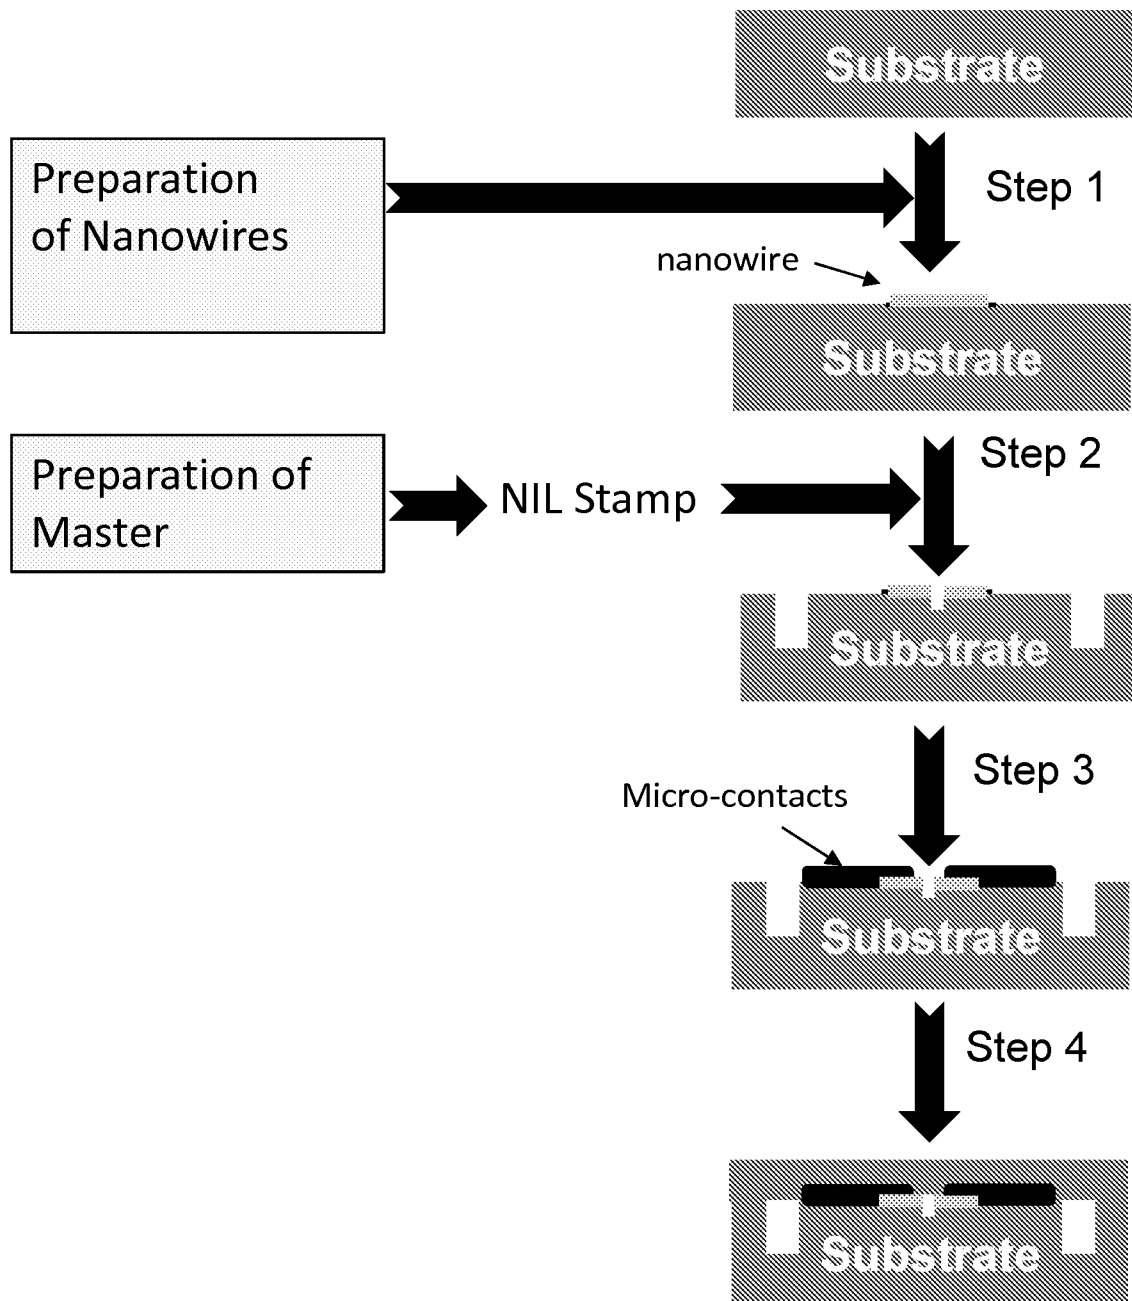 Substrate
Preparation
of Nanowires
Step 1
nanowire
Substrate
Preparation of
Master
NIL Stamp
Step 2
Substrate
Step 3
Micro-contacts
Substrate
Step 4
Substrate